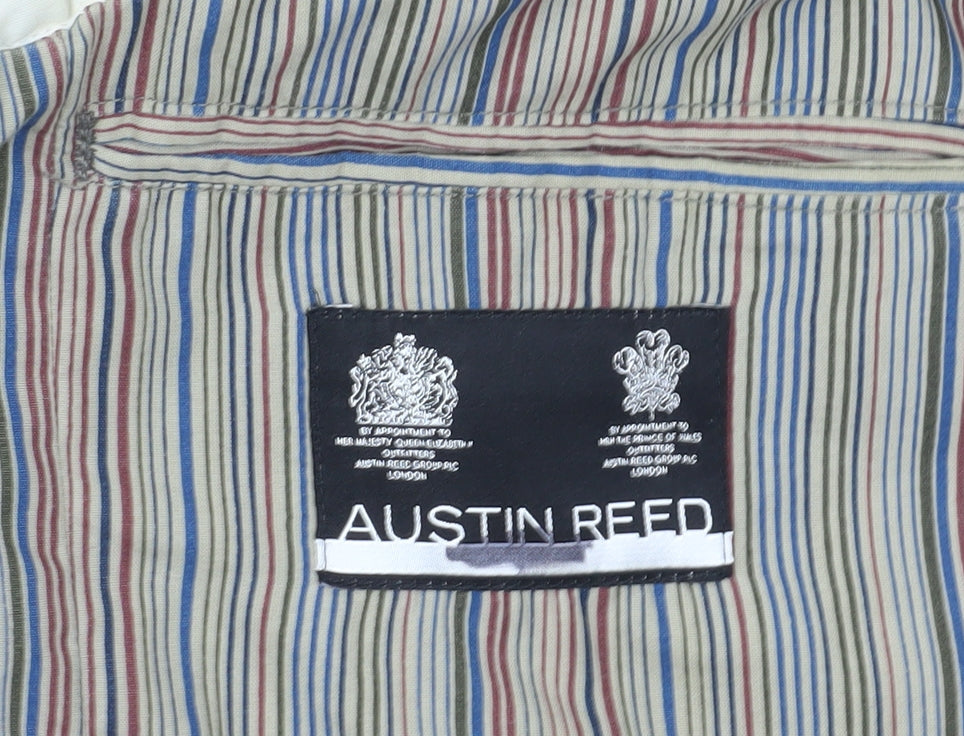 BY APPOINTMENT TO
HER MAJESTY QUEEN ELIZABETH II
OUTFITTERS
AUSTIN REED GROUP PLC
LONDON
BY APPOINTMENT TO
HRH THE PRINCE OF WALES
OUTFITTERS
AUSTIN REED GROUP PLC
LONDON
AUSTIN REED